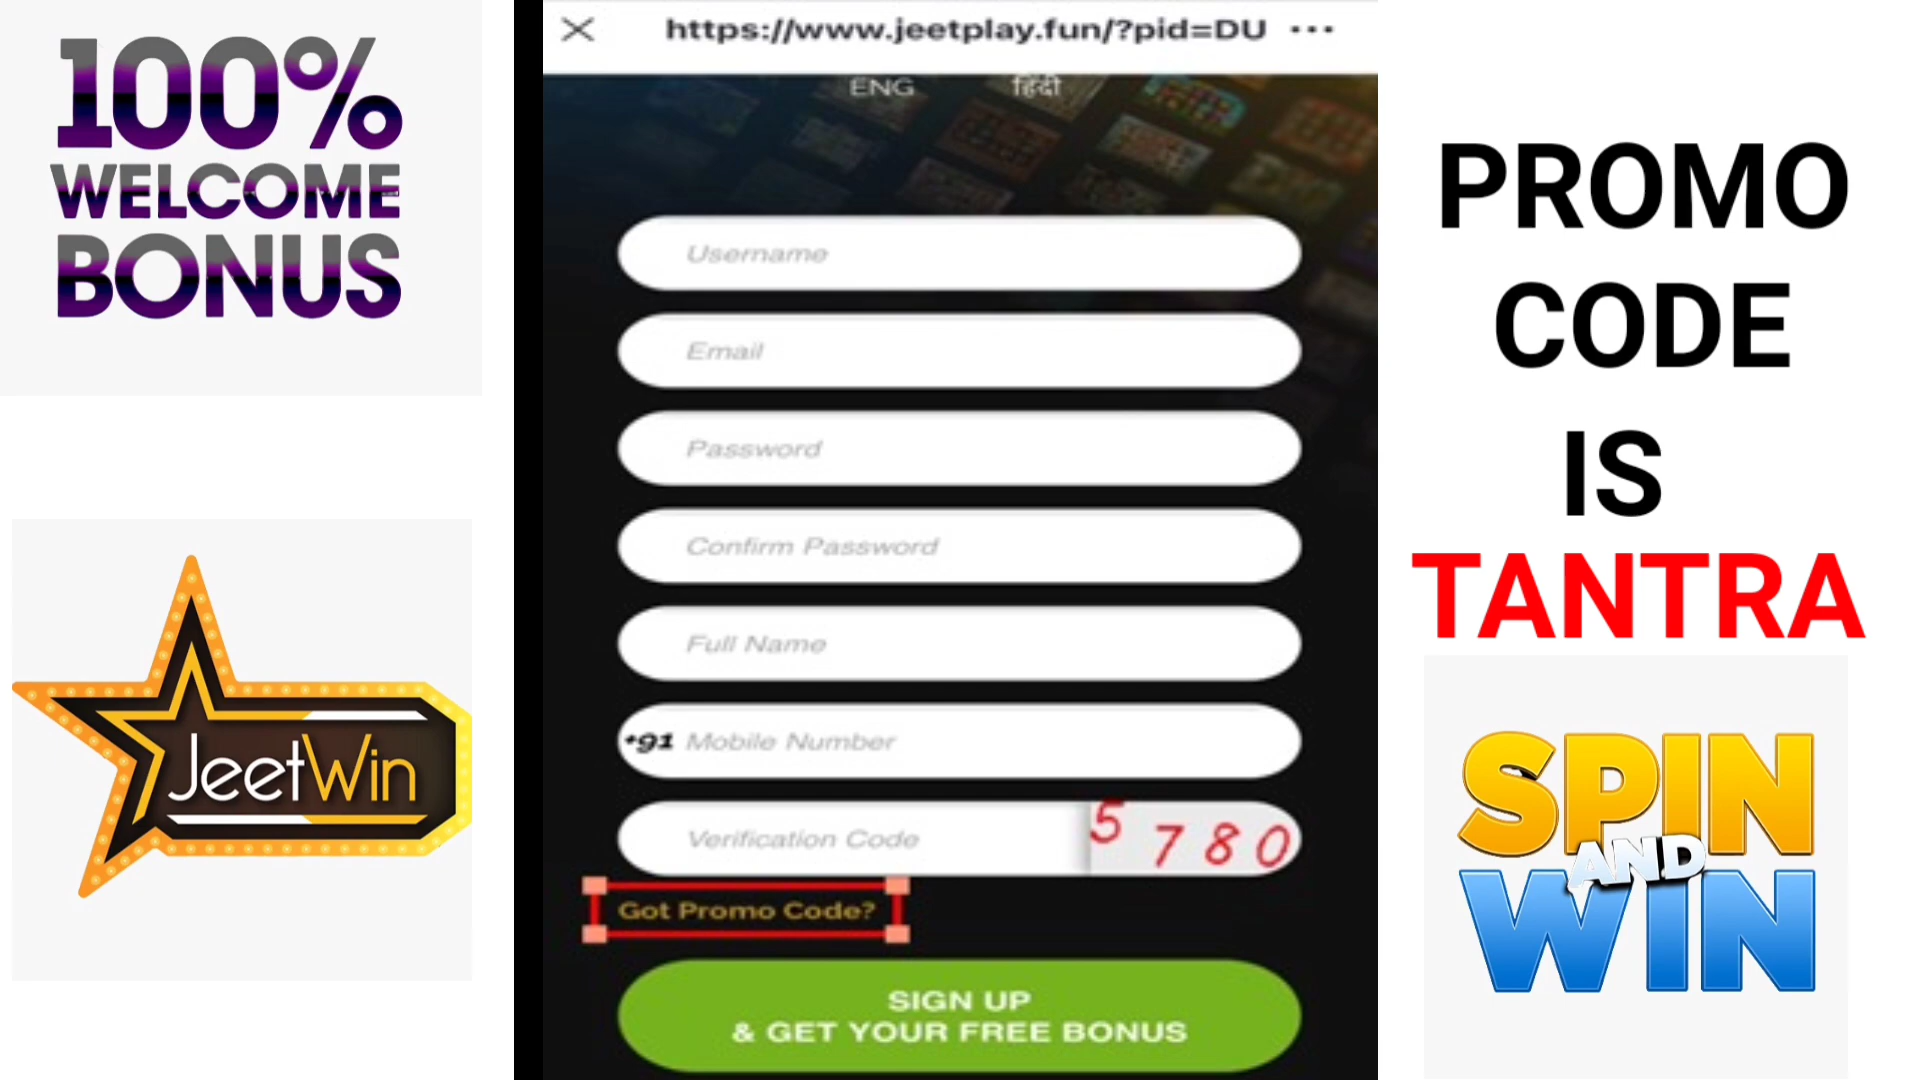 100%
WELCOME
BONUS
JeetWin
https://www.jeetplay.fun/?pid=DU ...
ENG हिंदी
Username
Email
Password
Confirm Password
Full Name
+91 Mobile Number
Verification Code 5780
Got Promo Code?
SIGN UP
& GET YOUR FREE BONUS
PROMO
CODE
IS
TANTRA
SPIN
AND
WIN